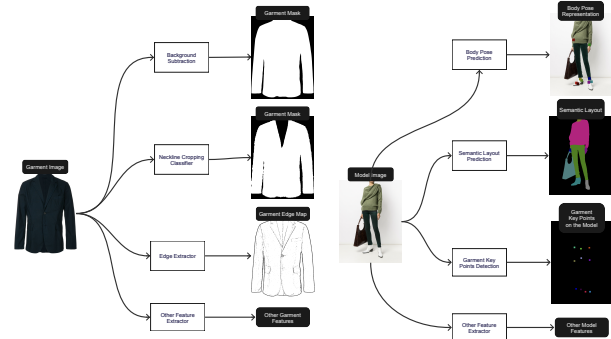 Garment Image
Background
Subtraction
Garment Mask
Neckline Cropping
Classifier
Garment Mask
Edge Extractor
Garment Edge Map
Other Feature
Extractor
Other Garment
Features
Model Image
Body Pose
Prediction
Body Pose
Representation
Semantic Layout
Prediction
Semantic Layout
Garment Key
Points Detection
Garment
Key Points
on the Model
Other Feature
Extractor
Other Model
Features